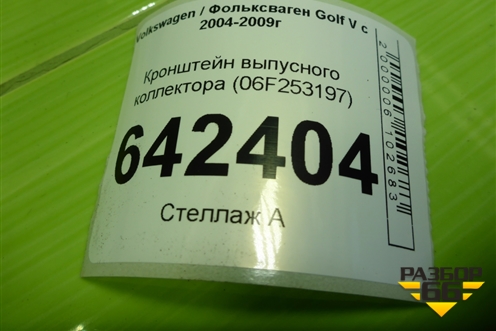 Volkswagen / Фольксваген Golf V с
2004-2009г
Кронштейн выпусного
коллектора (06F253197)
642404
Стеллаж А
2000006102683
РАЗБОР
66